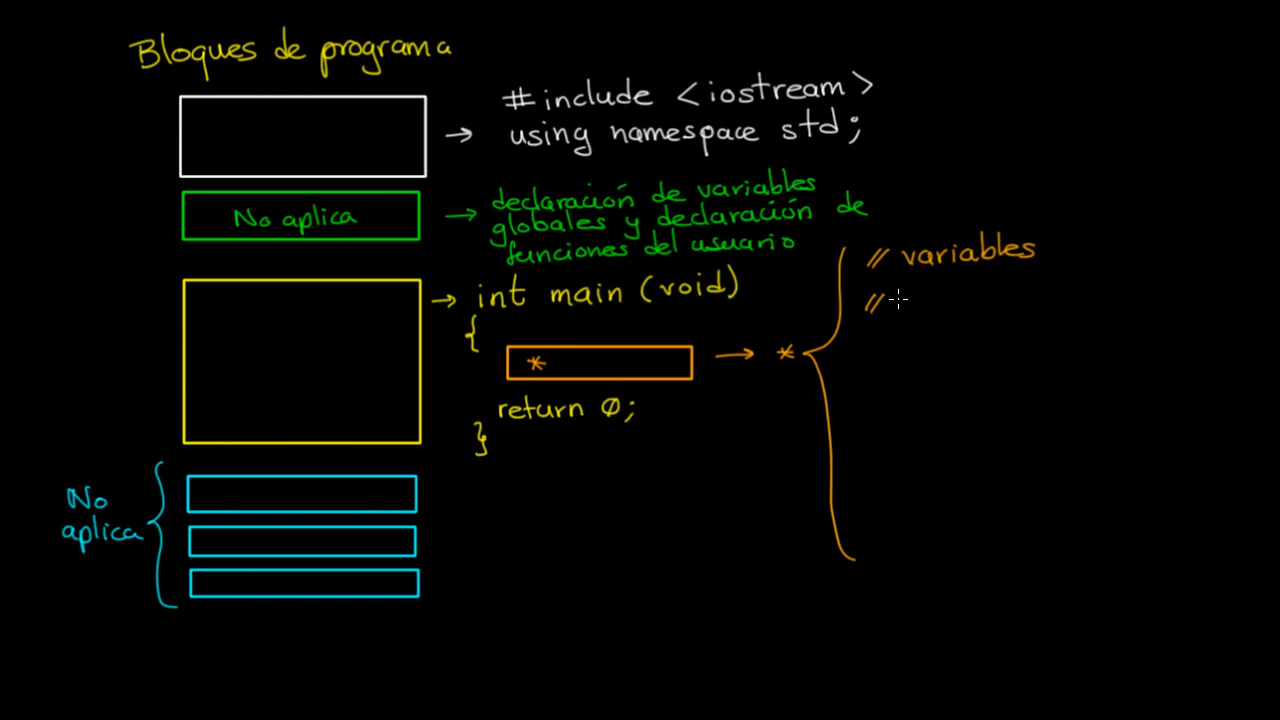 Bloques de programa
#include <iostream>
using namespace std;
No aplica
declaración de variables
globales y declaración de
funciones del usuario
int main (void)
{
*
return 0;
}
*
// variables
//
No
aplica